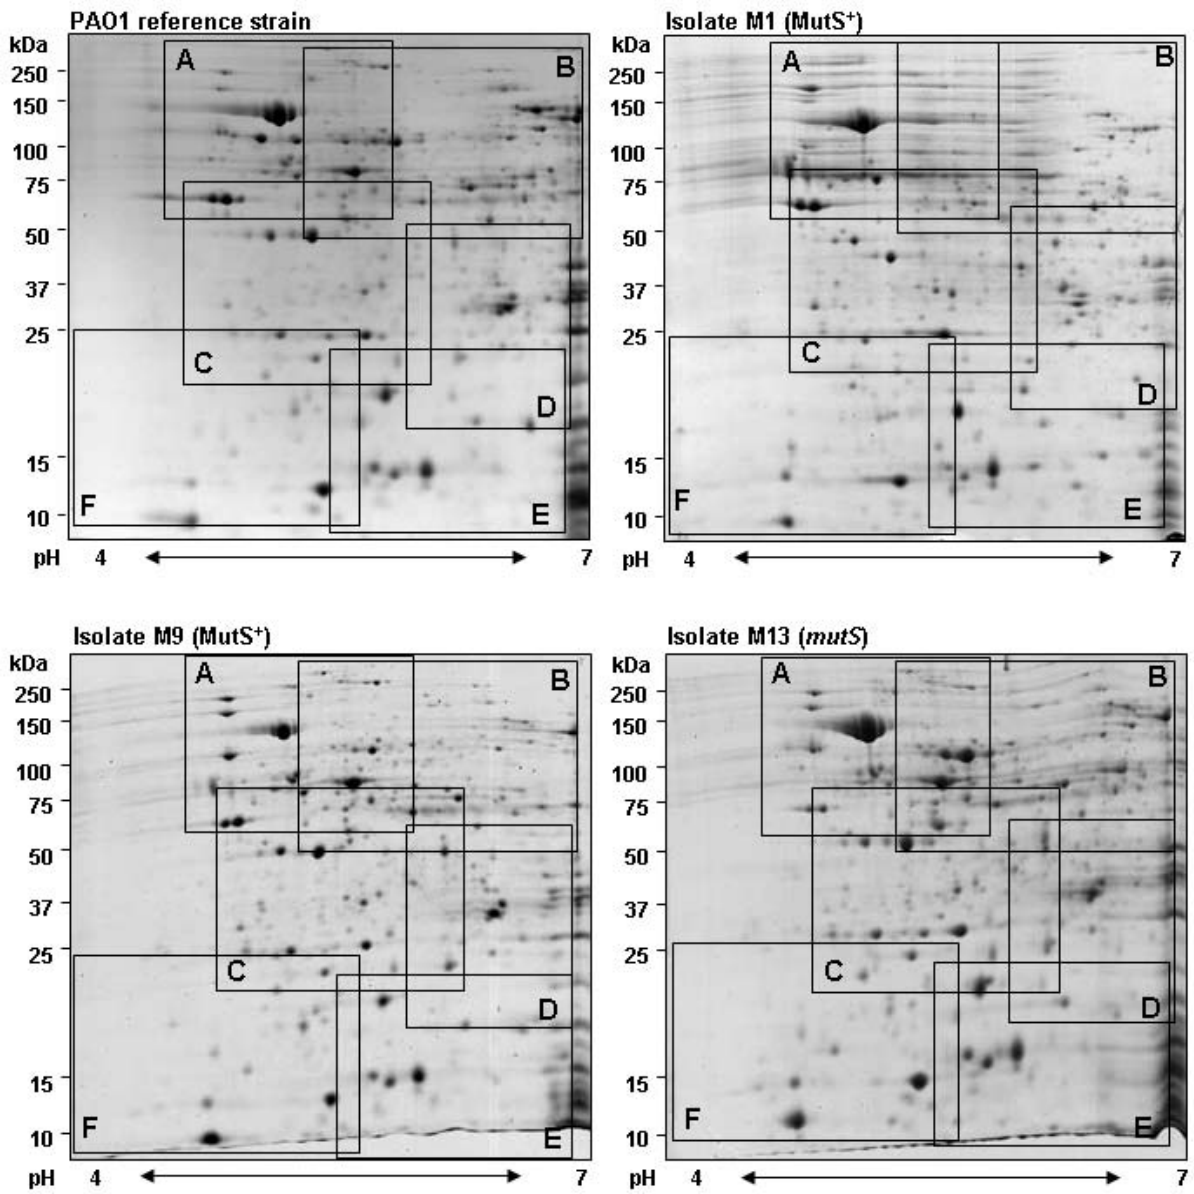 PAO1 reference strain
kDa
250
150
100
75
50
37
25
15
10
A
B
C
D
E
F
pH 4 7
Isolate M1 (MutS⁺)
kDa
250
150
100
75
50
37
25
15
10
A
B
C
D
E
F
pH 4 7
Isolate M9 (MutS⁺)
kDa
250
150
100
75
50
37
25
15
10
A
B
C
D
E
F
pH 4 7
Isolate M13 (mutS)
kDa
250
150
100
75
50
37
25
15
10
A
B
C
D
E
F
pH 4 7